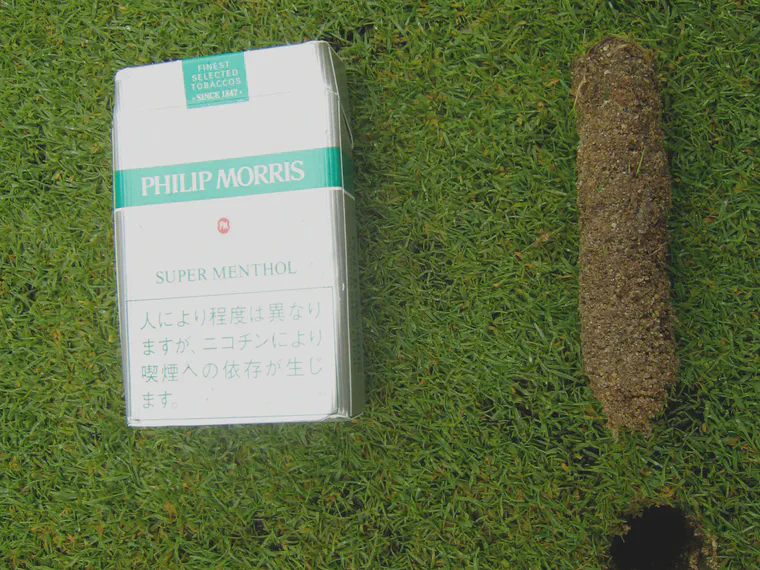 FINEST
SELECTED
TOBACCOS
· SINCE 1847 ·
PHILIP MORRIS
PM
SUPER MENTHOL
人により程度は異なり
ますが、ニコチンにより
喫煙への依存が生じ
ます。